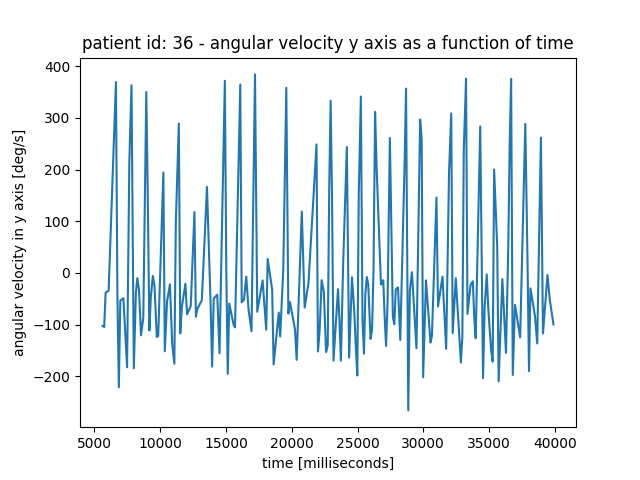 patient id: 36 - angular velocity y axis as a function of time
400
300
200
100
0
−100
−200
angular velocity in y axis [deg/s]
5000 10000 15000 20000 25000 30000 35000 40000
time [milliseconds]